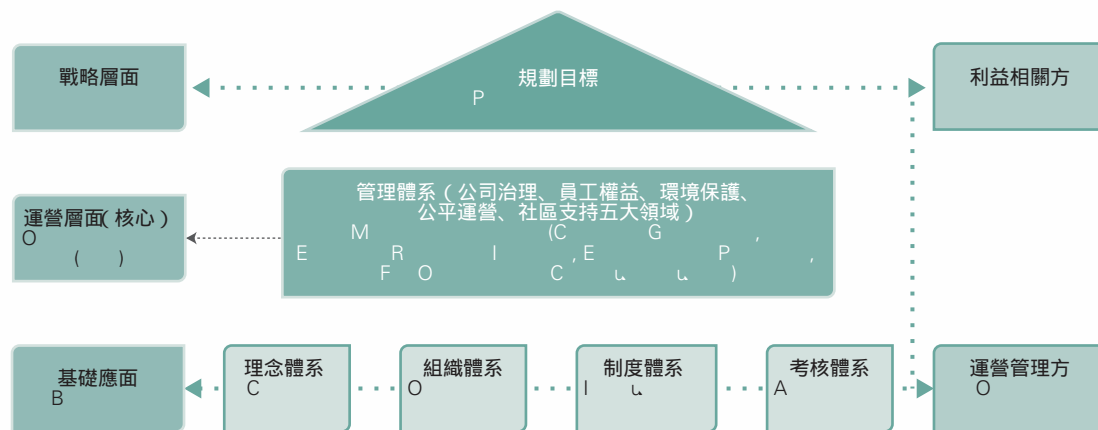 戰略層面
規劃目標
P
利益相關方
運營層面(核心)
O
( )
管理體系(公司治理、員工權益、環境保護、
公平運營、社區支持五大領域)
M (C G ,
E R I , E P ,
F O C )
基礎應面
B
理念體系
C
組織體系
O
制度體系
I
考核體系
A
運營管理方
O